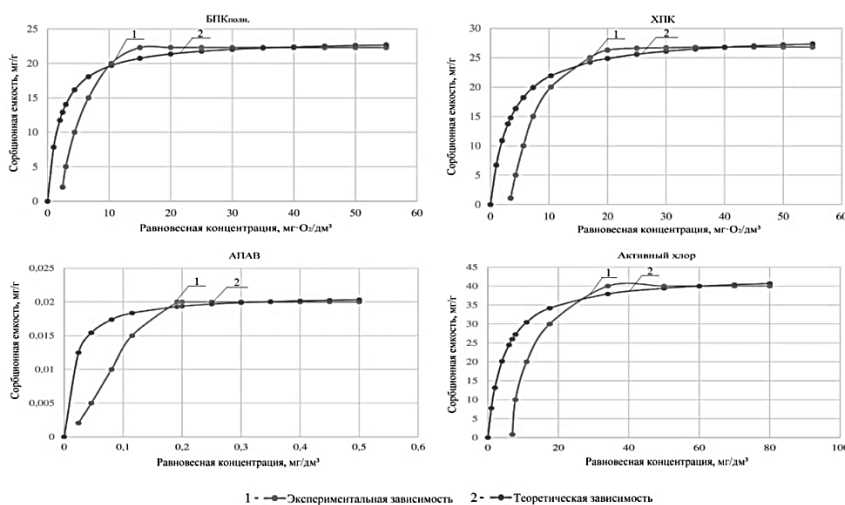 БПКполн.
25
20
15
10
5
0
0 10 20 30 40 50 60
1
2
Сорбционная емкость, мг/г
Равновесная концентрация, мг·О₂/дм³
ХПК
30
25
20
15
10
5
0
0 10 20 30 40 50 60
1
2
Сорбционная емкость, мг/г
Равновесная концентрация, мг·О₂/дм³
АПАВ
0,025
0,02
0,015
0,01
0,005
0
0 0,1 0,2 0,3 0,4 0,5 0,6
1
2
Сорбционная емкость, мг/г
Равновесная концентрация, мг/дм³
Активный хлор
45
40
35
30
25
20
15
10
5
0
0 20 40 60 80 100
1
2
Сорбционная емкость, мг/г
Равновесная концентрация, мг/дм³
1 - Экспериментальная зависимость 2 - Теоретическая зависимость